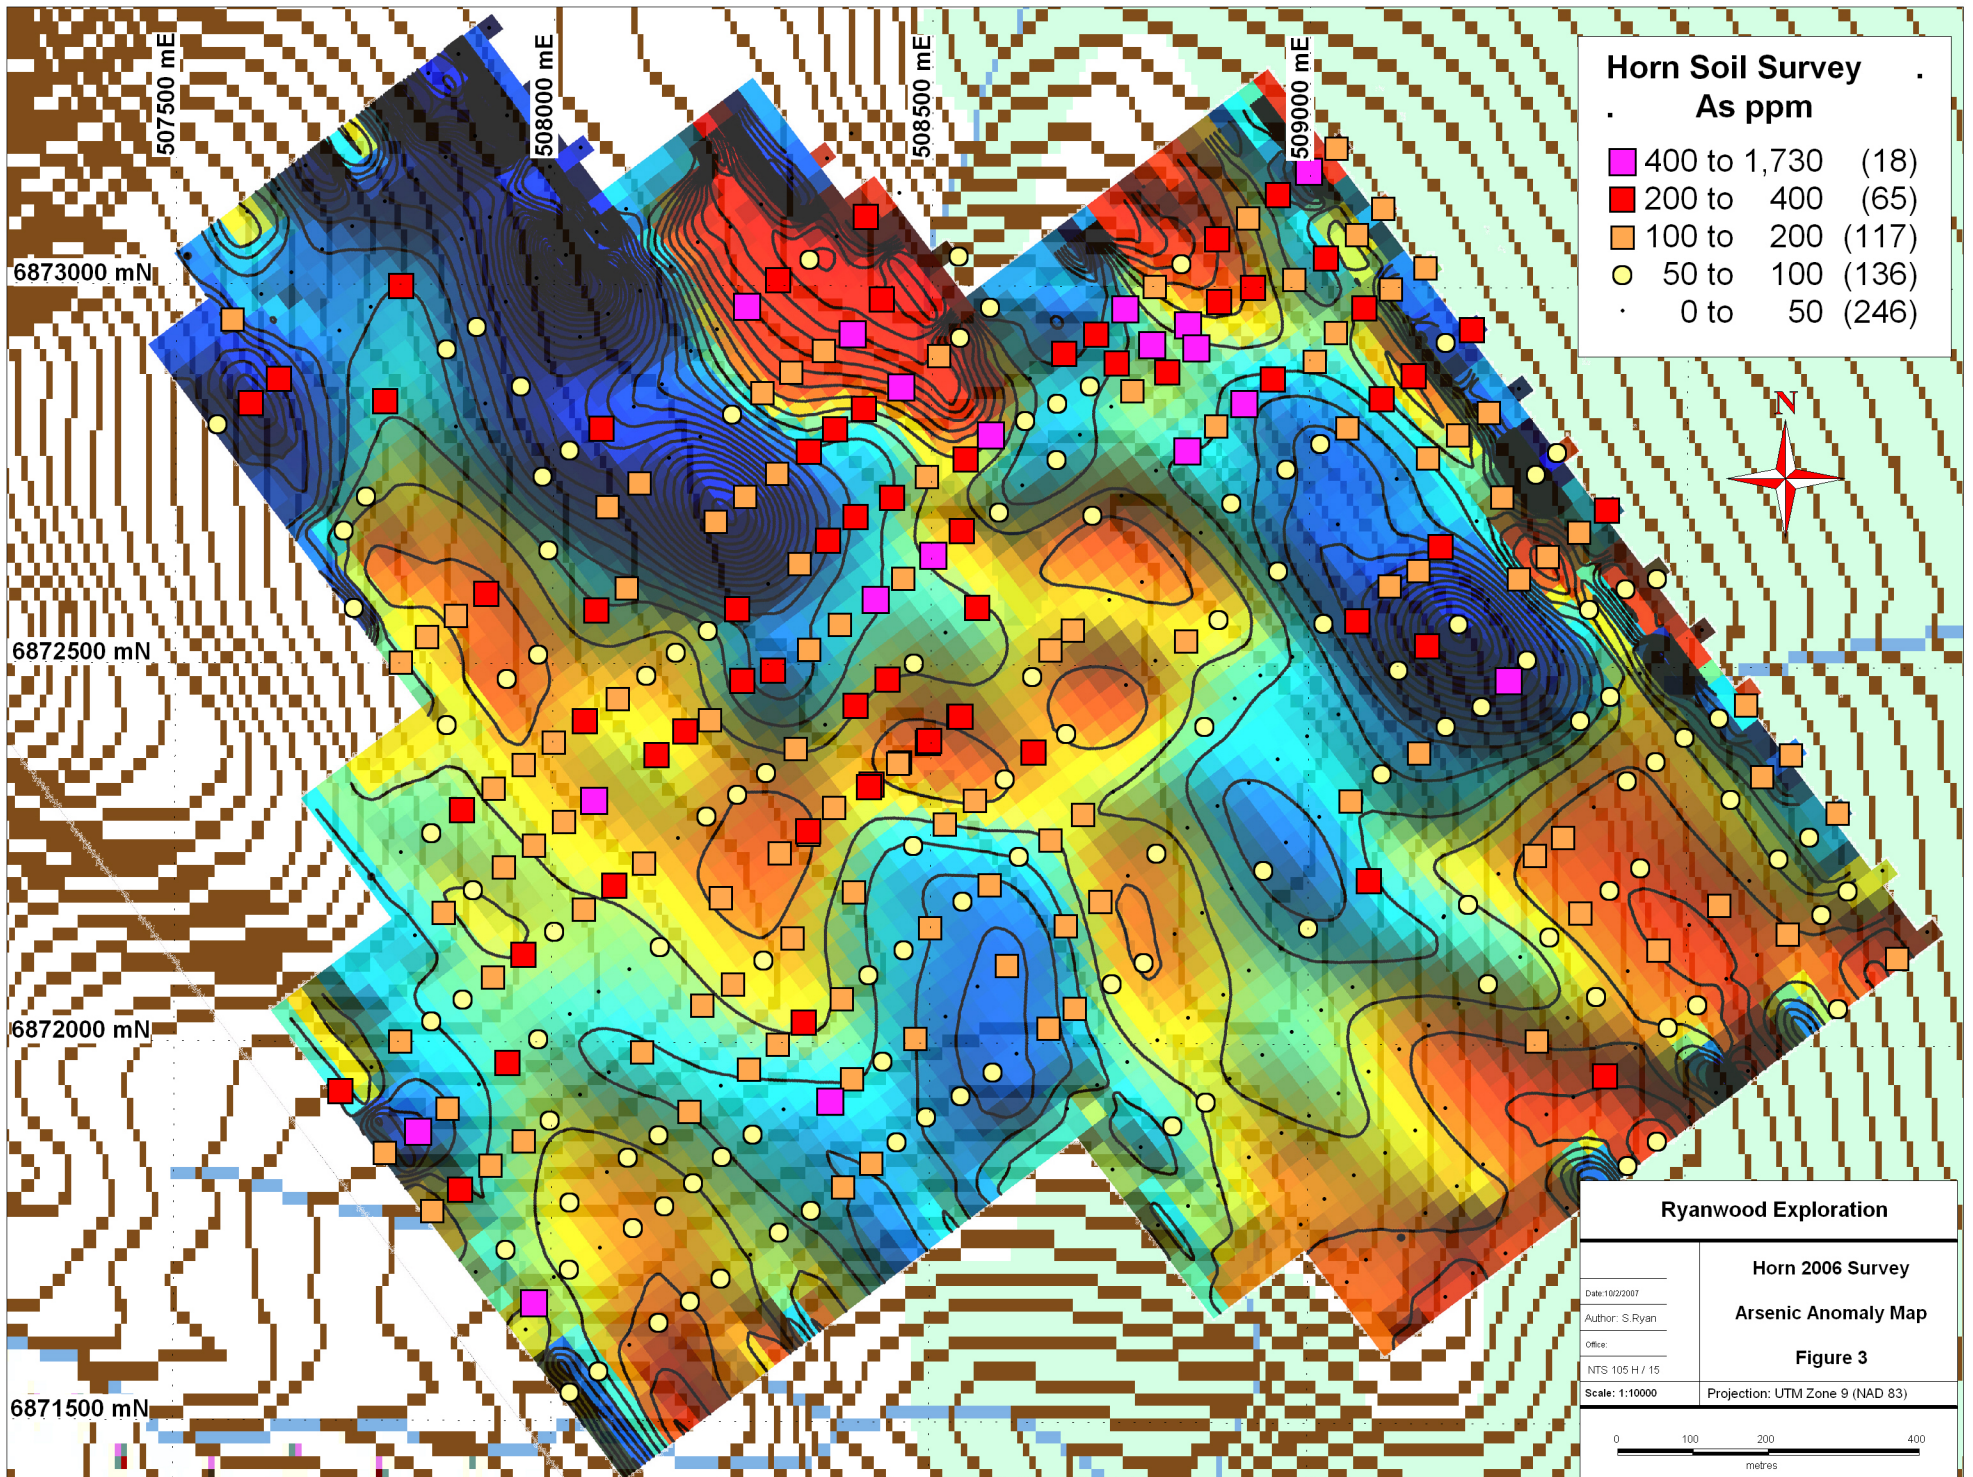 507500 mE
508000 mE
508500 mE
509000 mE
6873000 mN
6872500 mN
6872000 mN
6871500 mN
Horn Soil Survey .
. As ppm
400 to 1,730 (18)
200 to 400 (65)
100 to 200 (117)
50 to 100 (136)
0 to 50 (246)
N
Ryanwood Exploration
Date:10/2/2007
Author: S.Ryan
Office:
NTS 105 H / 15
Scale: 1:10000
Horn 2006 Survey
Arsenic Anomaly Map
Figure 3
Projection: UTM Zone 9 (NAD 83)
0 100 200 400
metres